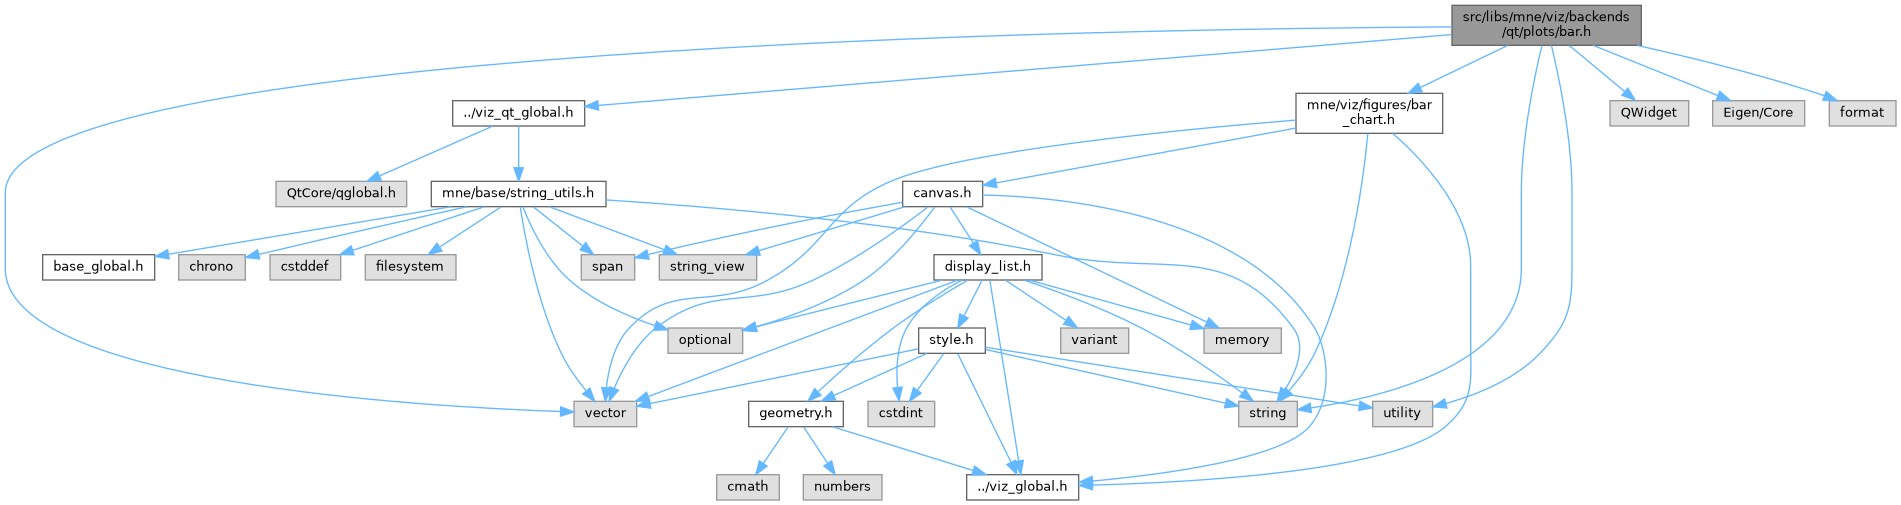 src/libs/mne/viz/backends
/qt/plots/bar.h
../viz_qt_global.h
mne/viz/figures/bar
_chart.h
QWidget
Eigen/Core
format
QtCore/qglobal.h
mne/base/string_utils.h
canvas.h
base_global.h
chrono
cstddef
filesystem
span
string_view
display_list.h
optional
style.h
variant
memory
vector
geometry.h
cstdint
string
utility
cmath
numbers
../viz_global.h